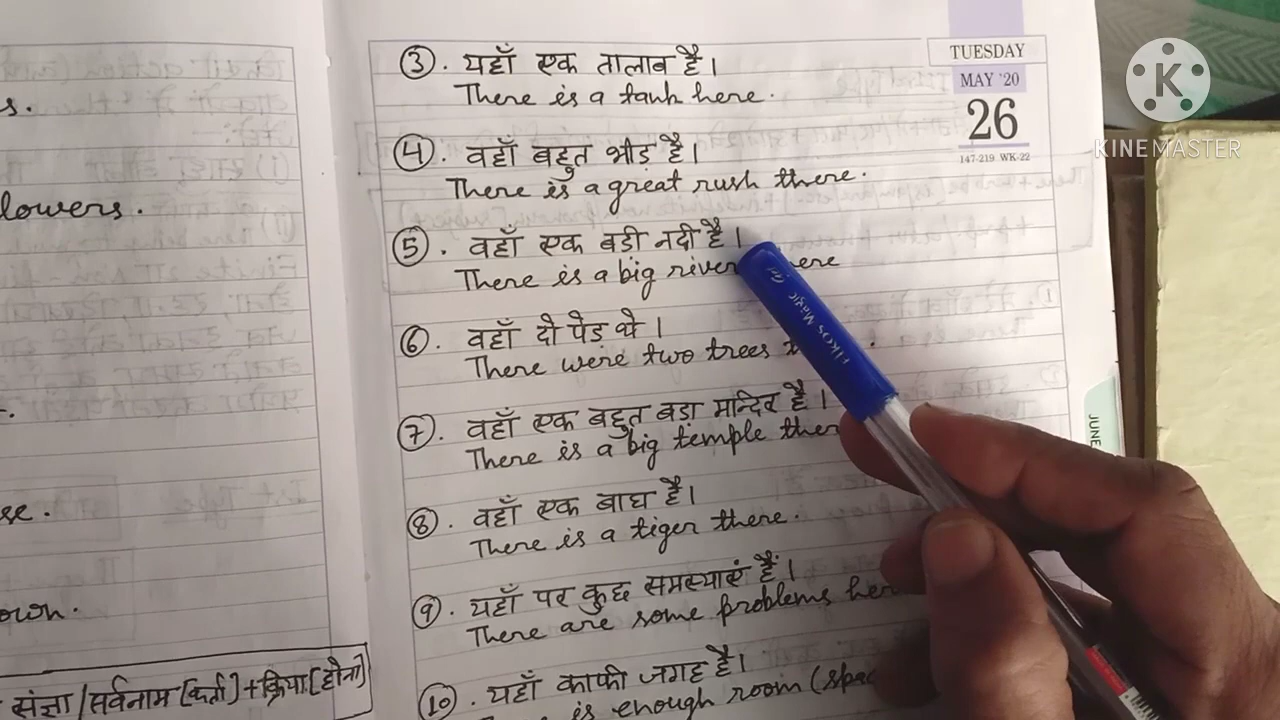 s.
lowers.
se.
own.
संज्ञा/सर्वनाम [कर्ता] + क्रिया [होना]
TUESDAY
MAY '20
26
147-219 WK-22
JUNE
③. यहाँ एक तालाब है।
There is a tank here.
④. वहाँ बहुत भीड़ है।
There is a great rush there.
⑤. वहाँ एक बड़ी नदी है।
There is a big river
⑥. वहाँ दो पेड़ थे।
There were two trees
⑦. वहाँ एक बहुत बड़ा मन्दिर है।
There is a big temple ther
⑧. वहाँ एक बाघ है।
There is a tiger there.
⑨. यहाँ पर कुछ समस्याएं हैं।
There are some problems her
⑩. यहाँ काफी जगह है।
is enough room (spac
KINEMASTER